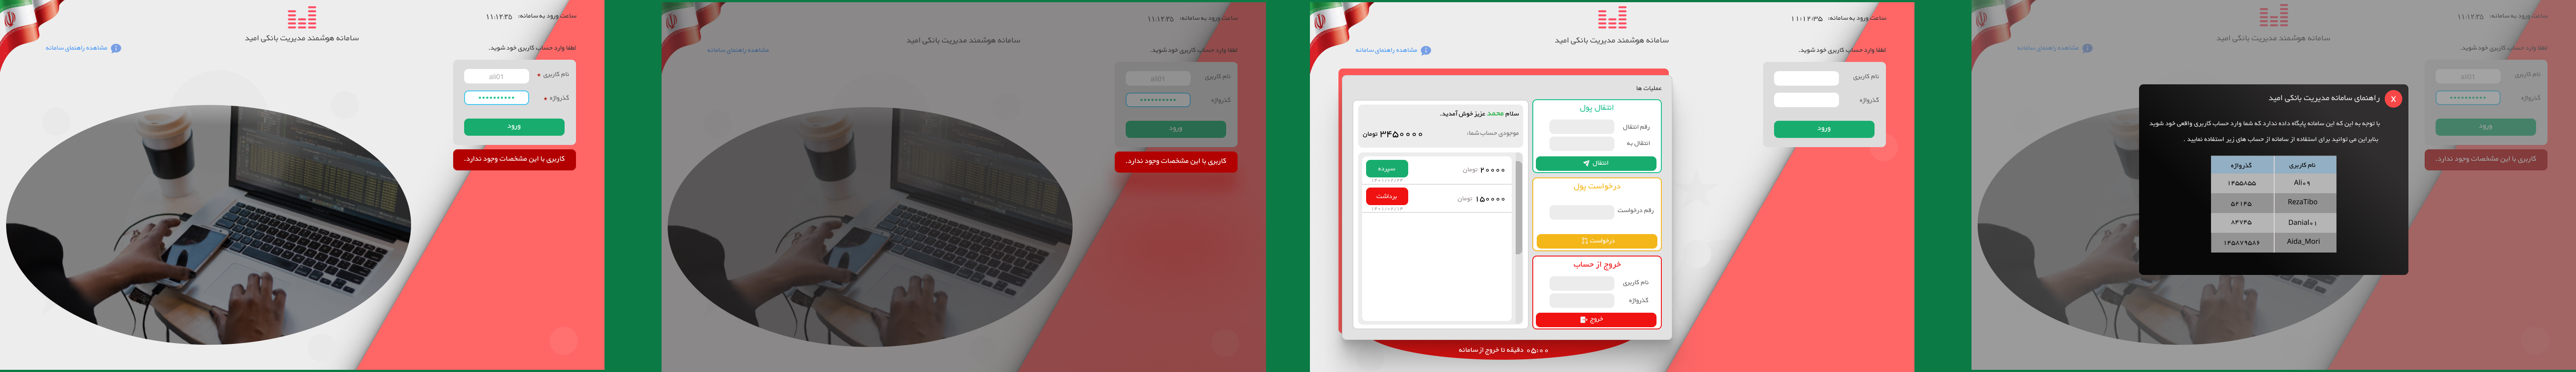 ساعت ورود به سامانه: ۱۱:۱۲:۳۵
سامانه هوشمند مدیریت بانکی امید
لطفا وارد حساب کاربری خود شوید.
مشاهده راهنمای سامانه
نام کاربری * ali01
گذرواژه * **********
ورود
کاربری با این مشخصات وجود ندارد.
ساعت ورود به سامانه: ۱۱:۱۲:۳۵
سامانه هوشمند مدیریت بانکی امید
لطفا وارد حساب کاربری خود شوید.
مشاهده راهنمای سامانه
نام کاربری ali01
گذرواژه **********
ورود
کاربری با این مشخصات وجود ندارد.
ساعت ورود به سامانه: ۱۱:۱۲:۳۵
سامانه هوشمند مدیریت بانکی امید
لطفا وارد حساب کاربری خود شوید.
مشاهده راهنمای سامانه
نام کاربری
گذرواژه
ورود
عملیات ها
انتقال پول
رقم انتقال
انتقال به
انتقال
درخواست پول
رقم درخواست
درخواست
خروج از حساب
نام کاربری
گذرواژه
خروج
سلام محمد عزیز خوش آمدید.
موجودی حساب شما: ۳۴۵۰۰۰۰ تومان
۲۰۰۰۰ تومان سپرده
۱۵۰۰۰۰ تومان برداشت
۰۵:۰۰ دقیقه تا خروج از سامانه
ساعت ورود به سامانه: ۱۱:۱۲:۳۵
سامانه هوشمند مدیریت بانکی امید
لطفا وارد حساب کاربری خود شوید.
مشاهده راهنمای سامانه
نام کاربری ali01
گذرواژه **********
ورود
کاربری با این مشخصات وجود ندارد.
X راهنمای سامانه مدیریت بانکی امید
با توجه به این که این سامانه پایگاه داده ندارد که شما وارد حساب کاربری واقعی خود شوید
بنابراین می توانید برای استفاده از سامانه از حساب های زیر استفاده نمایید .
نام کاربری گذرواژه
Ali۰۹ ۱۴۵۵۸۵۵
RezaTibo ۵۲۱۴۵
Danial۰۱ ۸۴۷۴۵
Aida_Mori ۱۴۵۸۷۹۵۸۶